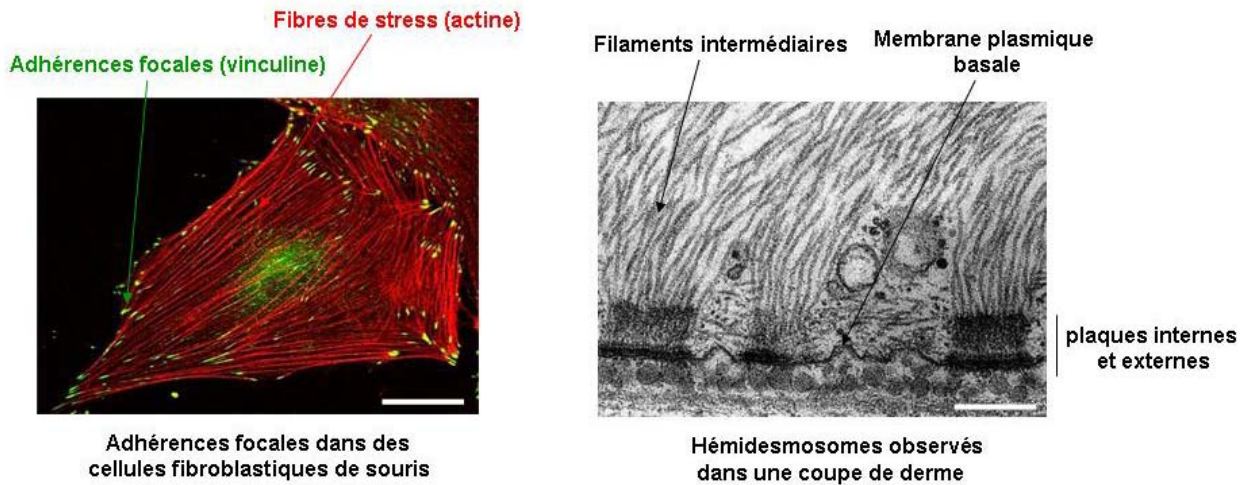 Fibres de stress (actine)
Adhérences focales (vinculine)
Filaments intermédiaires
Membrane plasmique
basale
plaques internes
et externes
Adhérences focales dans des
cellules fibroblastiques de souris
Hémidesmosomes observés
dans une coupe de derme